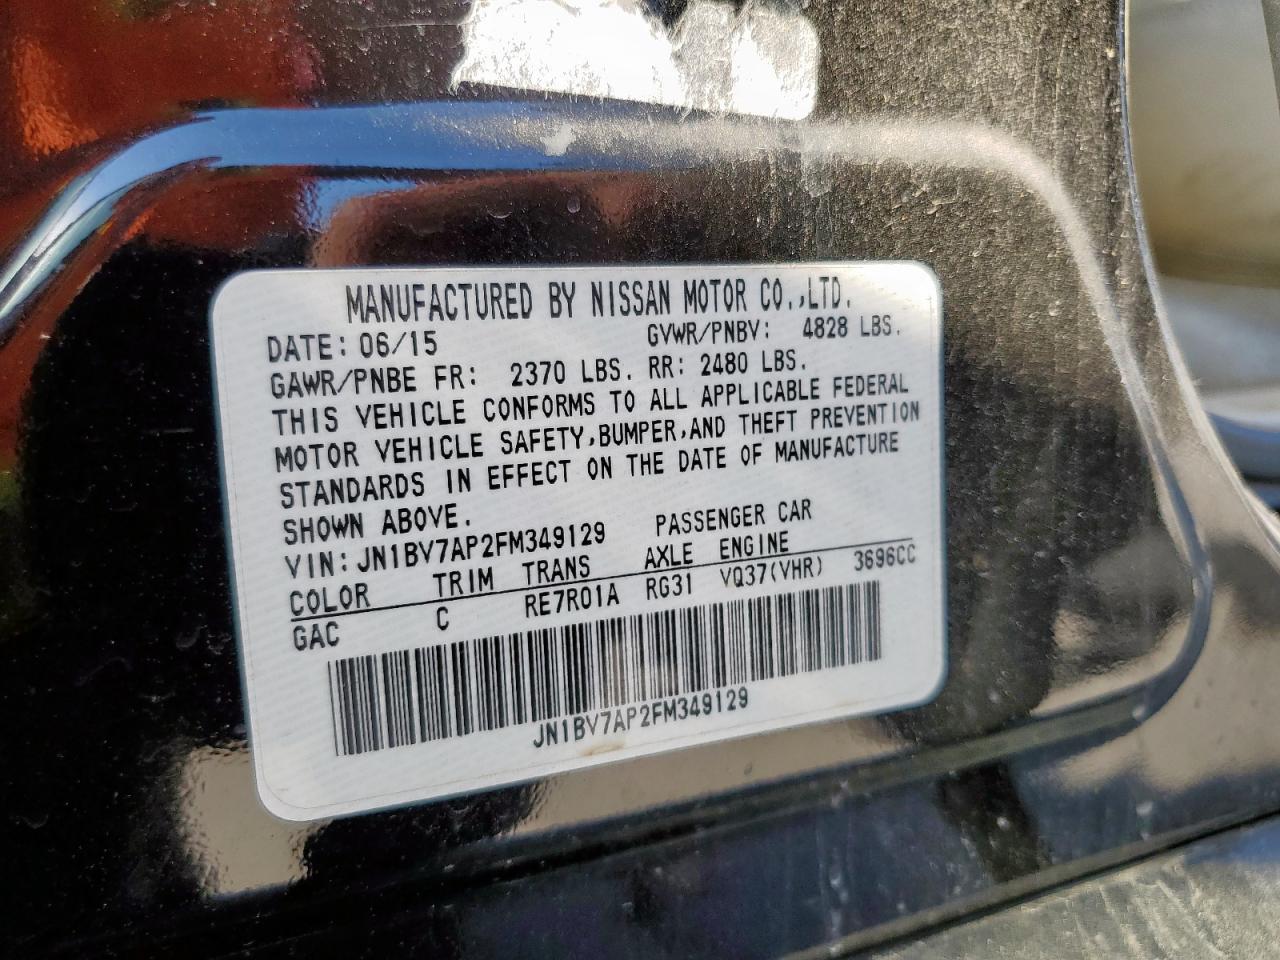 MANUFACTURED BY NISSAN MOTOR CO.,LTD.
DATE: 06/15 GVWR/PNBV: 4828 LBS.
GAWR/PNBE FR: 2370 LBS. RR: 2480 LBS.
THIS VEHICLE CONFORMS TO ALL APPLICABLE FEDERAL
MOTOR VEHICLE SAFETY,BUMPER,AND THEFT PREVENTION
STANDARDS IN EFFECT ON THE DATE OF MANUFACTURE
SHOWN ABOVE.
VIN:JN1BV7AP2FM349129 PASSENGER CAR
COLOR TRIM TRANS AXLE ENGINE
GAC C RE7R01A RG31 VQ37(VHR) 3696CC
JN1BV7AP2FM349129